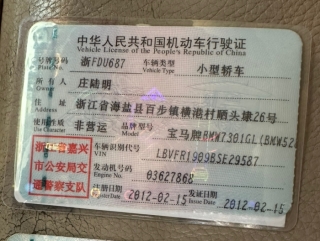 中华人民共和国机动车行驶证
Vehicle License of the People's Republic of China
号牌号码 浙FDU687 车辆类型 小型轿车
Plate No. Vehicle Type
所有人 庄陆明
Owner
住址 浙江省海盐县百步镇横港村晒头埭26号
Address
使用性质 非营运 品牌型号 宝马牌BMW7301GL(BMW52
Use Character Model
浙江省嘉兴 车辆识别代号 LBVFR1909BSE29587
VIN
市公安局交 发动机号码 03627868
Engine No.
通警察支队 注册日期 2012-02-15 发证日期 2012-02-15
Register Date Issue Date